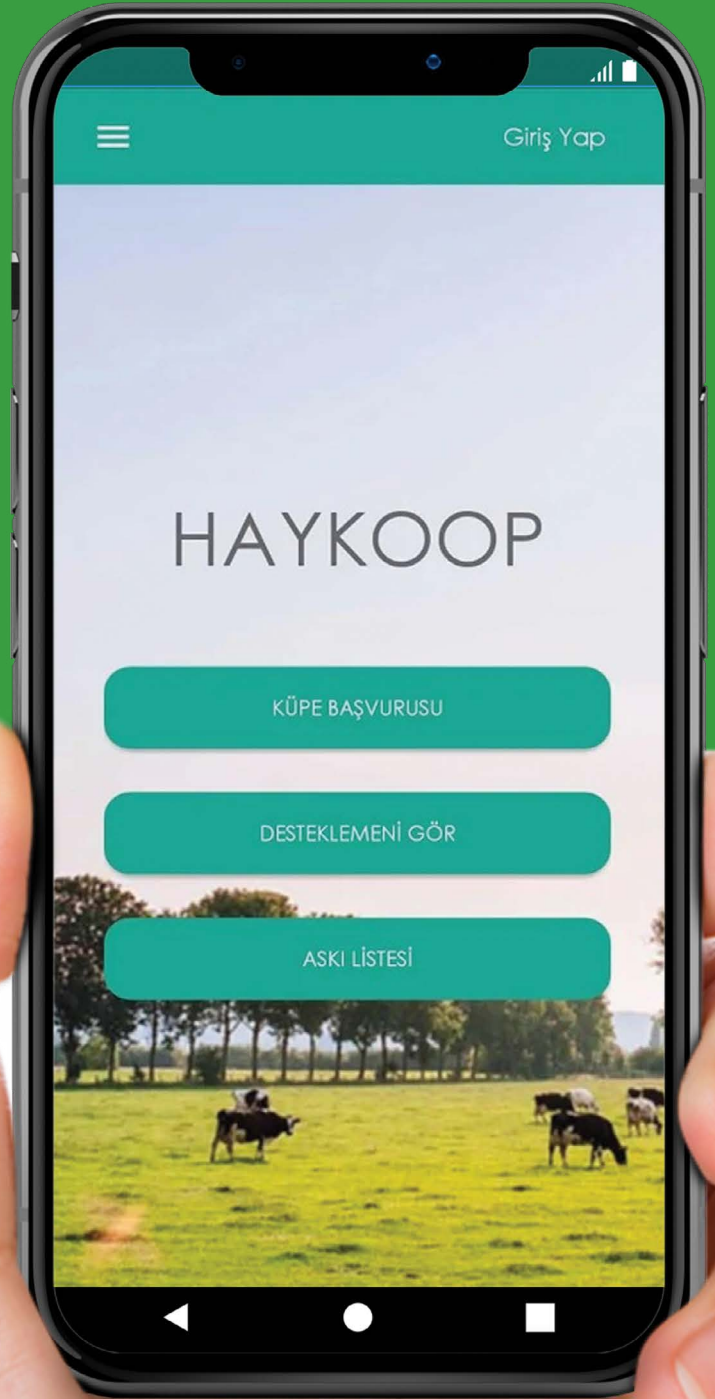 Giriş Yap
HAYKOOP
KÜPE BAŞVURUSU
DESTEKLEMENİ GÖR
ASKI LİSTESİ